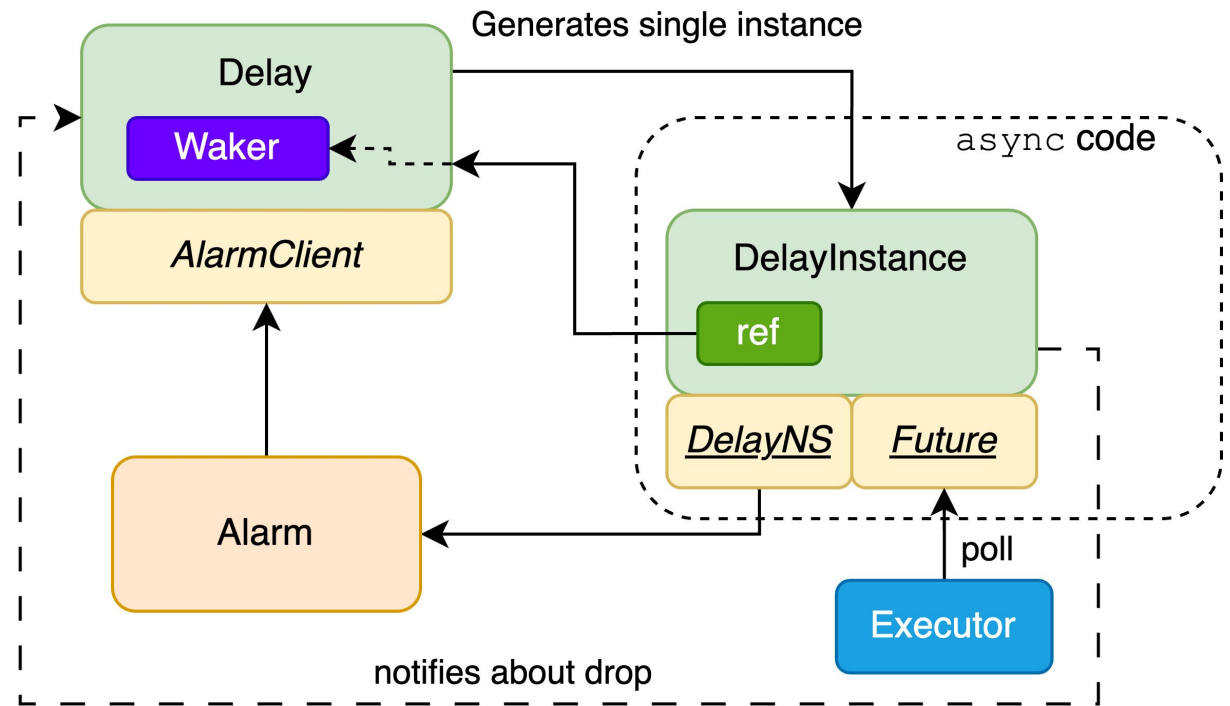 Generates single instance
Delay
Waker
async code
AlarmClient
DelayInstance
ref
DelayNS
Future
Alarm
poll
Executor
notifies about drop